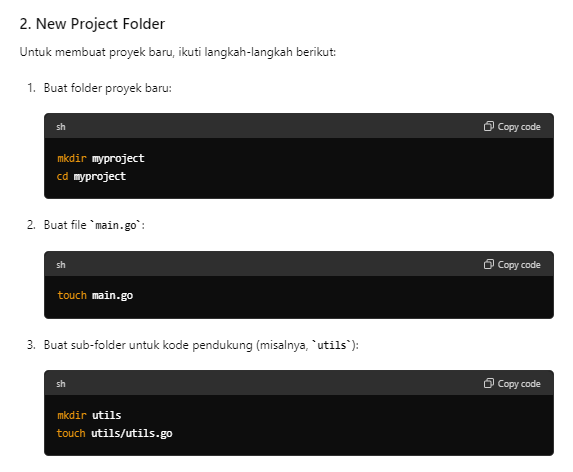 2. New Project Folder
Untuk membuat proyek baru, ikuti langkah-langkah berikut:
1. Buat folder proyek baru:
sh Copy code
mkdir myproject
cd myproject
2. Buat file `main.go`:
sh Copy code
touch main.go
3. Buat sub-folder untuk kode pendukung (misalnya, `utils`):
sh Copy code
mkdir utils
touch utils/utils.go